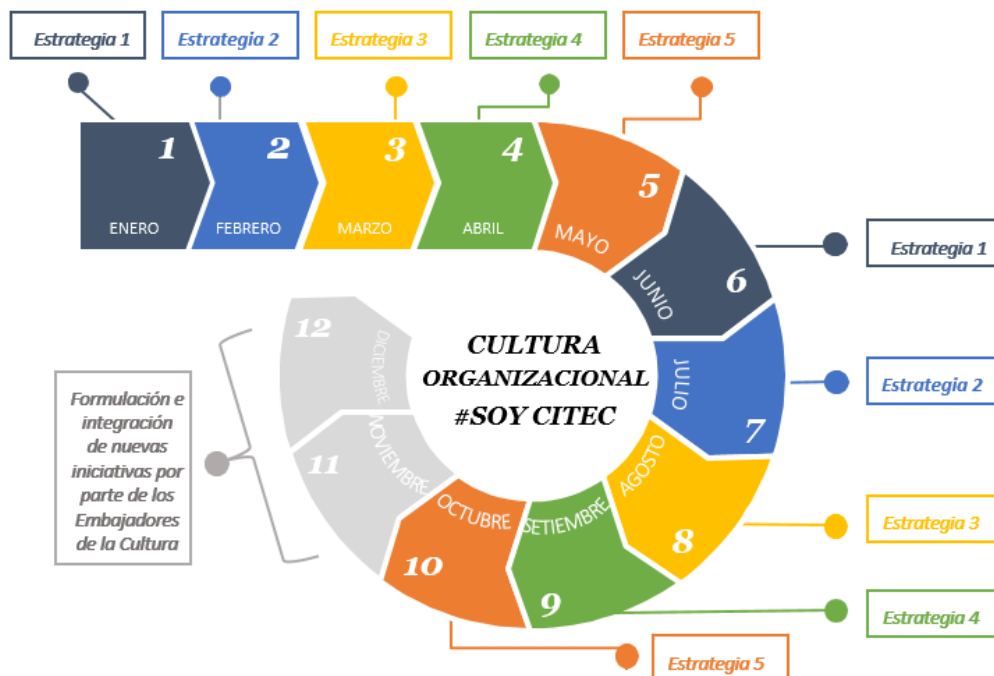 Estrategia 1
Estrategia 2
Estrategia 3
Estrategia 4
Estrategia 5
1
ENERO
2
FEBRERO
3
MARZO
4
ABRIL
5
MAYO
6
JUNIO
Estrategia 1
7
JULIO
Estrategia 2
8
AGOSTO
Estrategia 3
9
SETIEMBRE
Estrategia 4
10
OCTUBRE
Estrategia 5
11
NOVIEMBRE
12
DICIEMBRE
Formulación e
integración
de nuevas
iniciativas por
parte de los
Embajadores
de la Cultura
CULTURA
ORGANIZACIONAL
#SOY CITEC